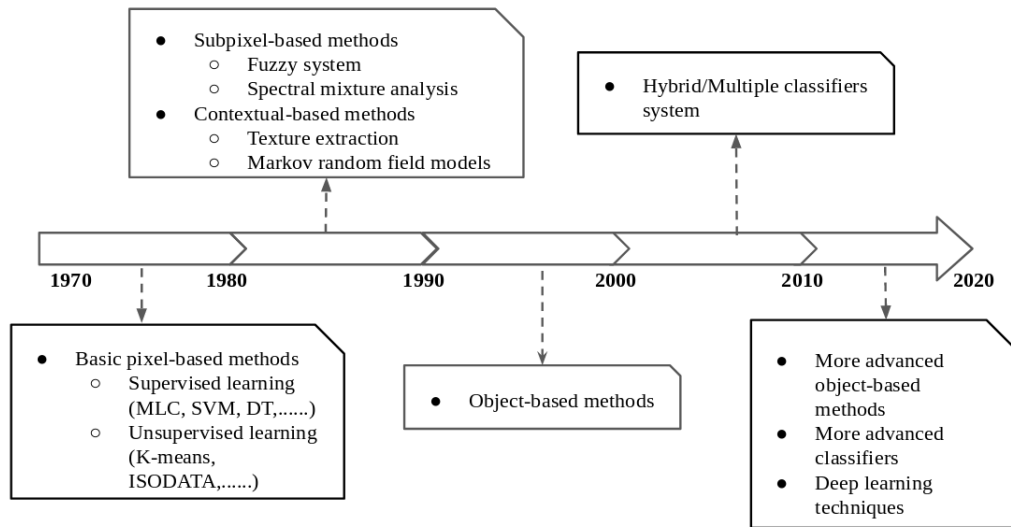 ● Subpixel-based methods
○ Fuzzy system
○ Spectral mixture analysis
● Contextual-based methods
○ Texture extraction
○ Markov random field models
● Hybrid/Multiple classifiers
system
1970 1980 1990 2000 2010 2020
● Basic pixel-based methods
○ Supervised learning
(MLC, SVM, DT,......)
○ Unsupervised learning
(K-means,
ISODATA,......)
● Object-based methods
● More advanced
object-based
methods
● More advanced
classifiers
● Deep learning
techniques